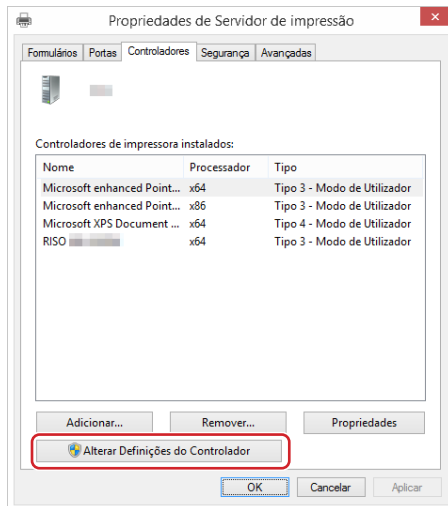 Propriedades de Servidor de impressão
Formulários Portas Controladores Segurança Avançadas
Controladores de impressora instalados:
Nome Processador Tipo
Microsoft enhanced Point... x64 Tipo 3 - Modo de Utilizador
Microsoft enhanced Point... x86 Tipo 3 - Modo de Utilizador
Microsoft XPS Document ... x64 Tipo 4 - Modo de Utilizador
RISO x64 Tipo 3 - Modo de Utilizador
Adicionar... Remover... Propriedades
Alterar Definições do Controlador
OK Cancelar Aplicar